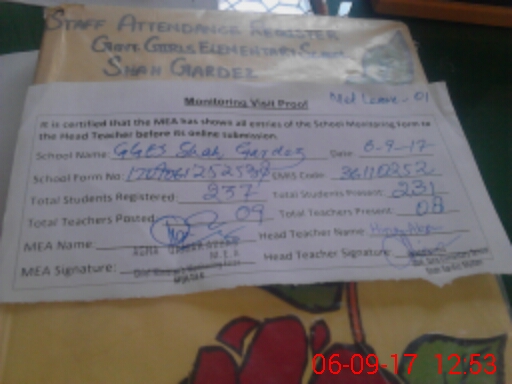 STAFF ATTENDANCE REGISTER
GOVT. GIRLS ELEMENTARY SCHOOL
SHAH GARDEZ
Monitoring Visit Proof
Mat Leave - 01
It is certified that the MEA has shows all entries of the School Monitoring Form to
the Head Teacher before its online submission.
School Name: GGES Shah Gardez Date: 6-9-17
School Form No: EMIS Code: 36110252
Total Students Registered: 237 Total Students Present: 231
Total Teachers Posted: 09 Total Teachers Present: 08
MEA Name: Head Teacher Name:
M.E.A
MEA Signature: Head Teacher Signature:
06-09-17 12:53